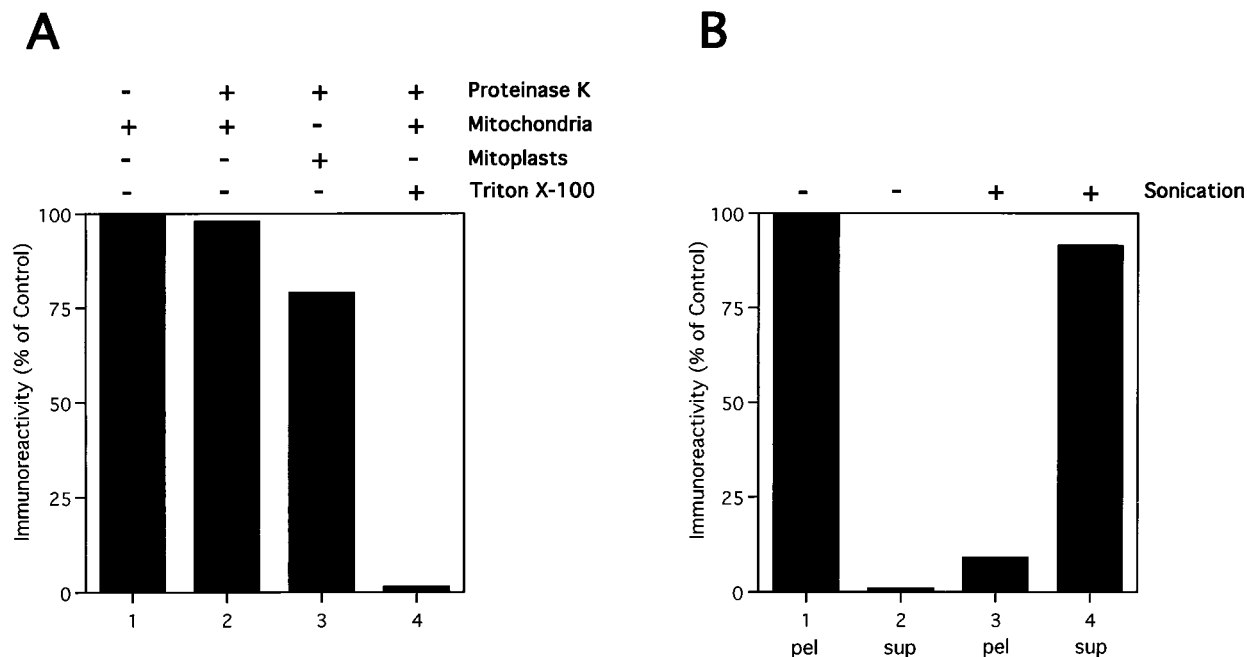 A
- + + + Proteinase K
+ + - + Mitochondria
- - + - Mitoplasts
- - - + Triton X-100
Immunoreactivity (% of Control)
100
75
50
25
0
1 2 3 4
B
- - + + Sonication
Immunoreactivity (% of Control)
100
75
50
25
0
1 2 3 4
pel sup pel sup